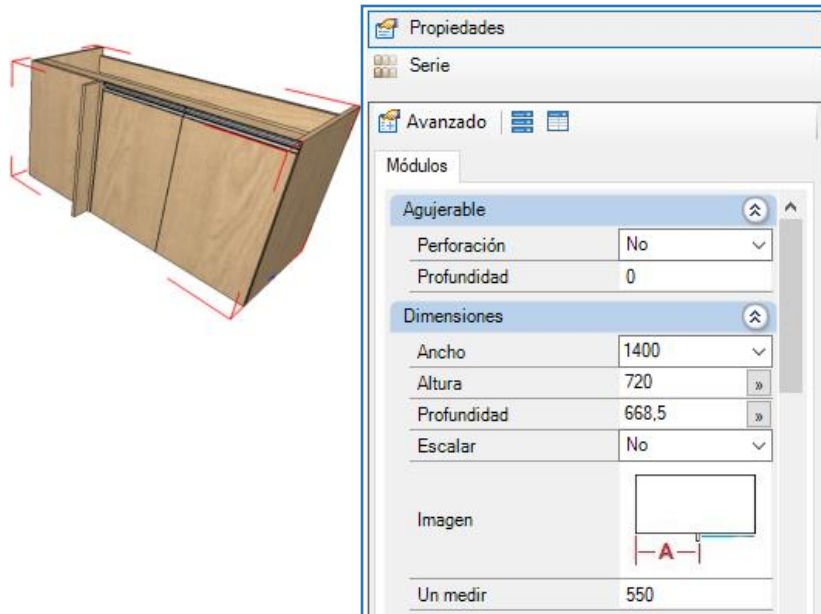 Propiedades
Serie
Avanzado
Módulos
Agujerable
Perforación No
Profundidad 0
Dimensiones
Ancho 1400
Altura 720 »
Profundidad 668,5 »
Escalar No
Imagen
A
Un medir 550